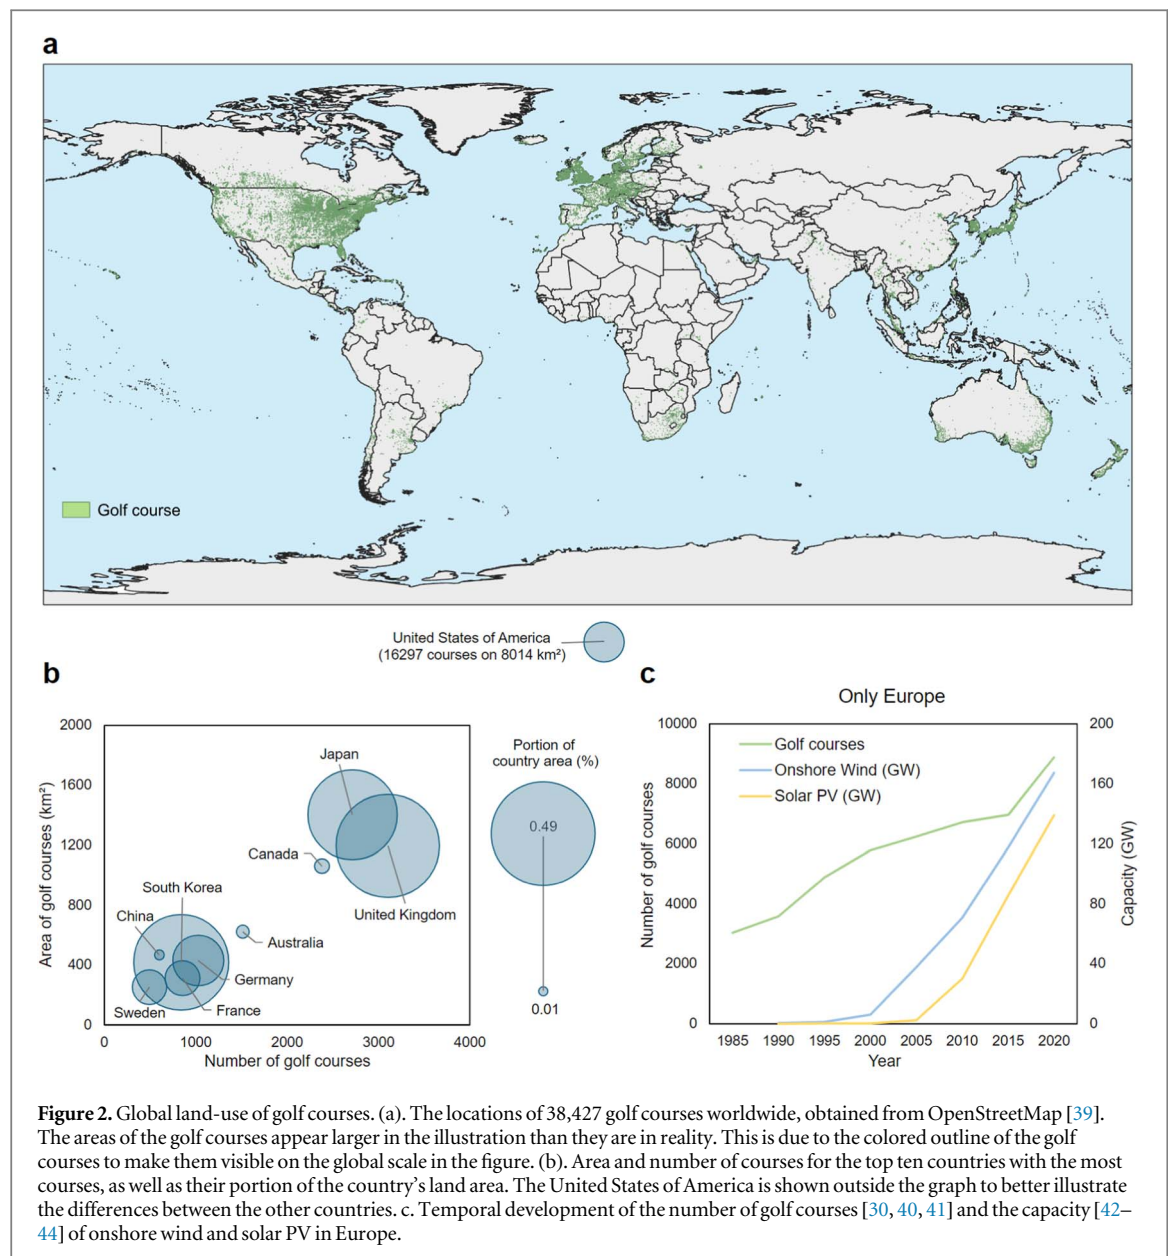 a
Golf course
United States of America
(16297 courses on 8014 km²)
b
2000
1600
1200
800
400
0
Area of golf courses (km²)
0
1000
2000
3000
4000
Number of golf courses
Japan
Canada
South Korea
China
United Kingdom
Australia
Germany
Sweden
France
Portion of
country area (%)
0.49
0.01
c
Only Europe
10000
8000
6000
4000
2000
0
Number of golf courses
Golf courses
Onshore Wind (GW)
Solar PV (GW)
200
160
120
80
40
0
Capacity (GW)
1985
1990
1995
2000
2005
2010
2015
2020
Year
Figure 2. Global land-use of golf courses. (a). The locations of 38,427 golf courses worldwide, obtained from OpenStreetMap [39].
The areas of the golf courses appear larger in the illustration than they are in reality. This is due to the colored outline of the golf
courses to make them visible on the global scale in the figure. (b). Area and number of courses for the top ten countries with the most
courses, as well as their portion of the country's land area. The United States of America is shown outside the graph to better illustrate
the differences between the other countries. c. Temporal development of the number of golf courses [30, 40, 41] and the capacity [42–
44] of onshore wind and solar PV in Europe.